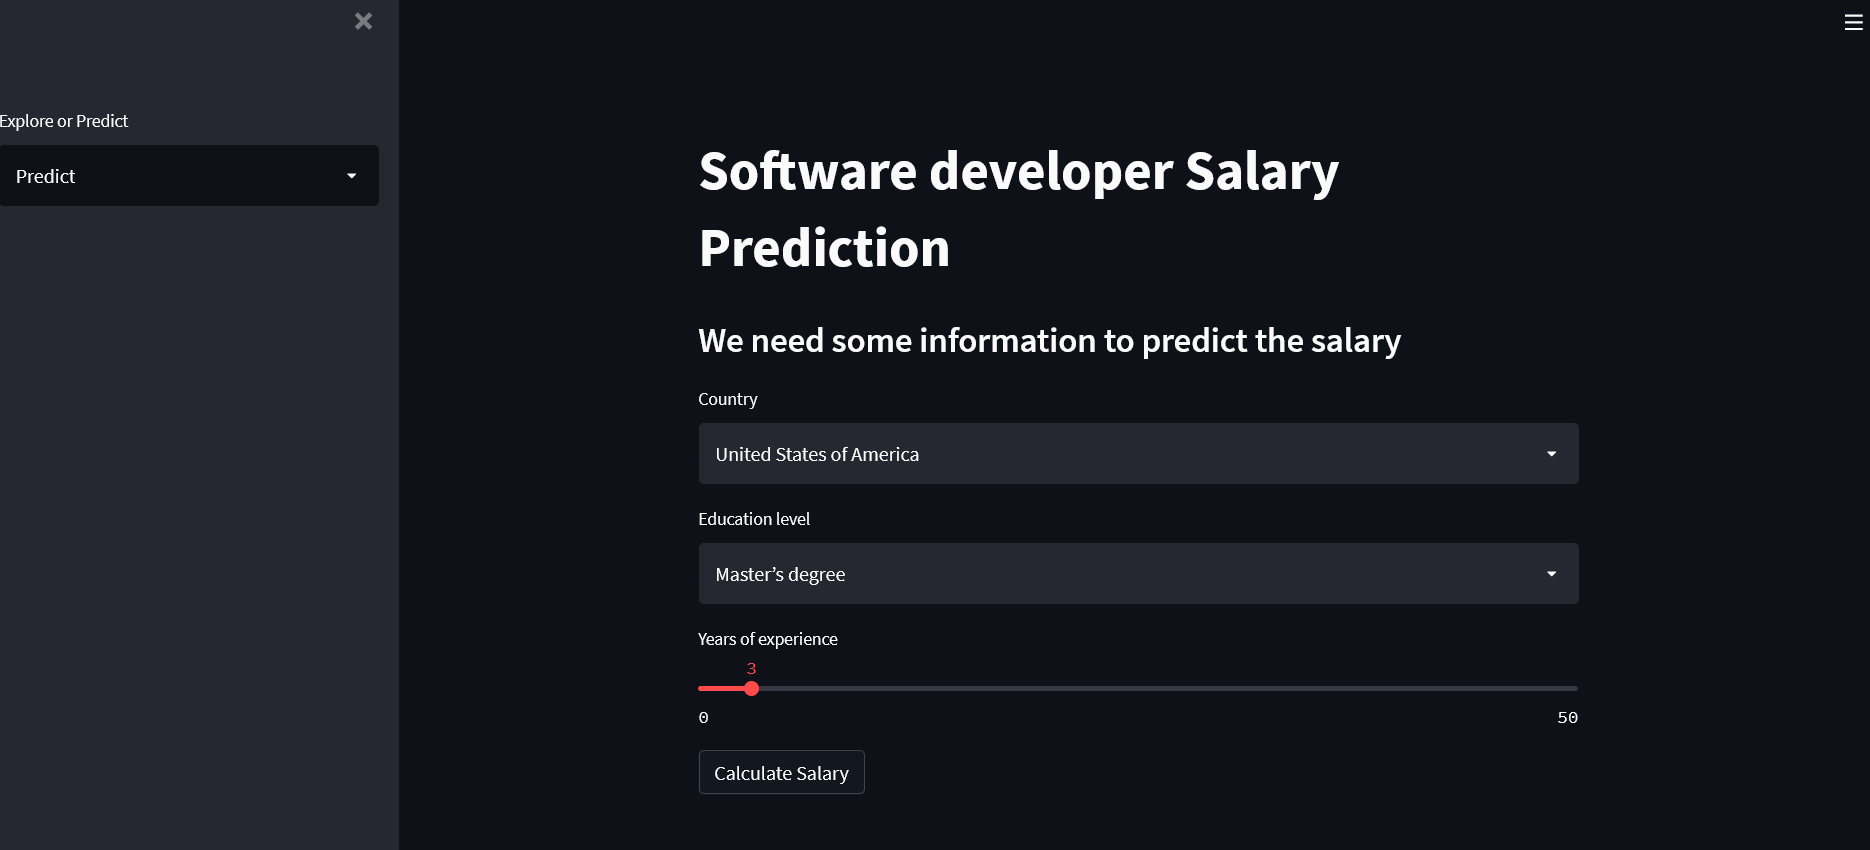 Explore or Predict
Predict
Software developer Salary
Prediction
We need some information to predict the salary
Country
United States of America
Education level
Master’s degree
Years of experience
3
0 50
Calculate Salary